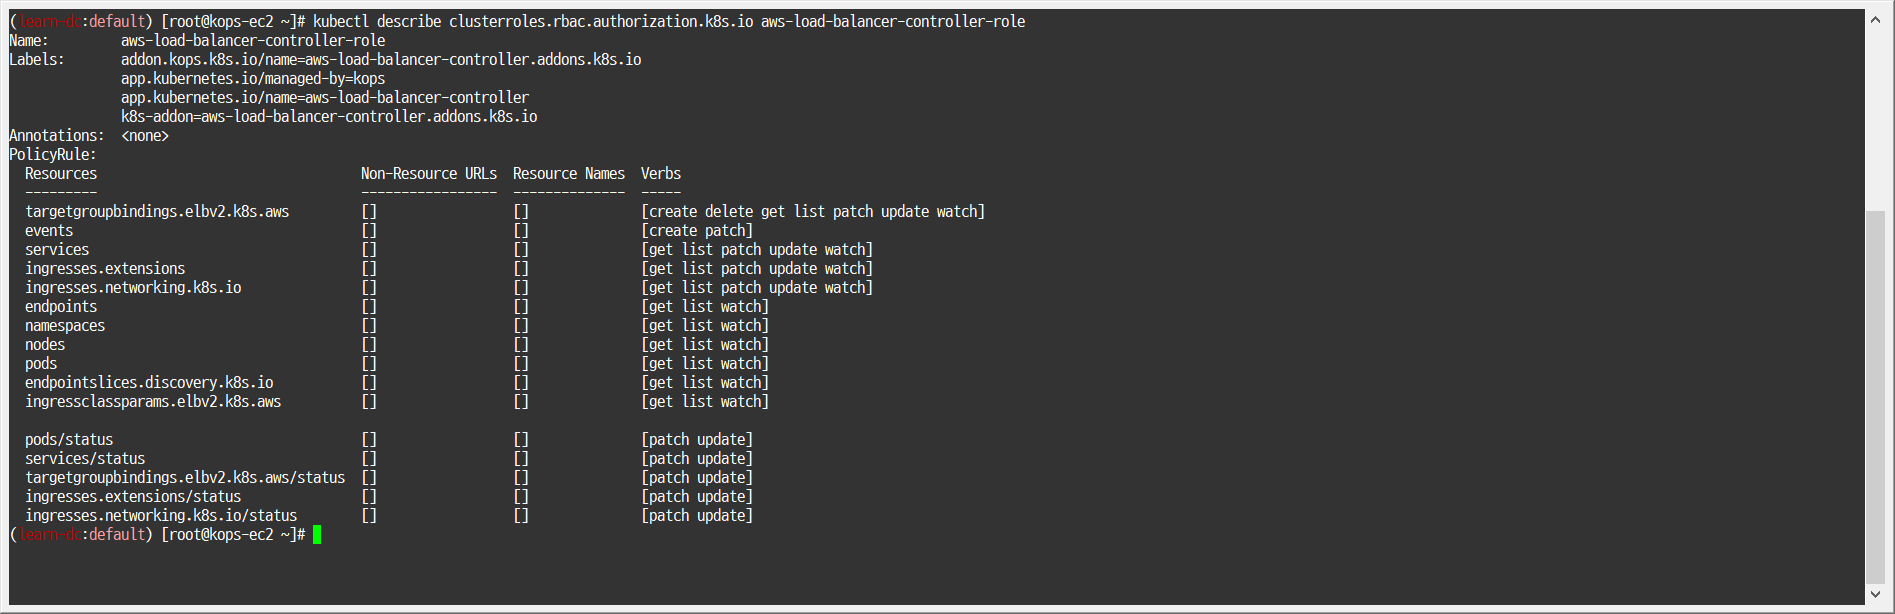 (learn-dc:default) [root@kops-ec2 ~]# kubectl describe clusterroles.rbac.authorization.k8s.io aws-load-balancer-controller-role
Name:         aws-load-balancer-controller-role
Labels:       addon.kops.k8s.io/name=aws-load-balancer-controller.addons.k8s.io
              app.kubernetes.io/managed-by=kops
              app.kubernetes.io/name=aws-load-balancer-controller
              k8s-addon=aws-load-balancer-controller.addons.k8s.io
Annotations:  <none>
PolicyRule:
  Resources                                 Non-Resource URLs  Resource Names  Verbs
  ---------                                 -----------------  --------------  -----
  targetgroupbindings.elbv2.k8s.aws         []                 []              [create delete get list patch update watch]
  events                                    []                 []              [create patch]
  services                                  []                 []              [get list patch update watch]
  ingresses.extensions                      []                 []              [get list patch update watch]
  ingresses.networking.k8s.io               []                 []              [get list patch update watch]
  endpoints                                 []                 []              [get list watch]
  namespaces                                []                 []              [get list watch]
  nodes                                     []                 []              [get list watch]
  pods                                      []                 []              [get list watch]
  endpointslices.discovery.k8s.io           []                 []              [get list watch]
  ingressclassparams.elbv2.k8s.aws          []                 []              [get list watch]
  pods/status                               []                 []              [patch update]
  services/status                           []                 []              [patch update]
  targetgroupbindings.elbv2.k8s.aws/status  []                 []              [patch update]
  ingresses.extensions/status               []                 []              [patch update]
  ingresses.networking.k8s.io/status        []                 []              [patch update]
(learn-dc:default) [root@kops-ec2 ~]#